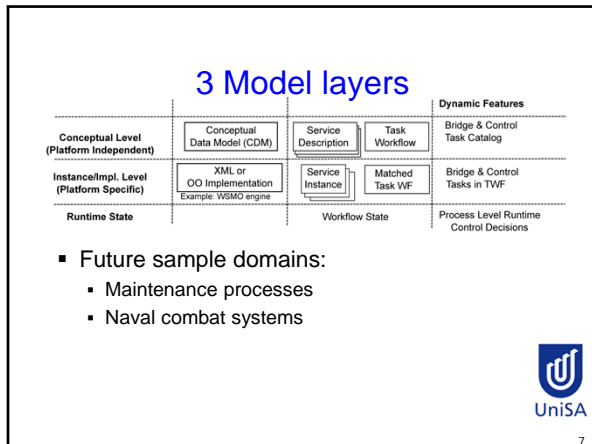 3 Model layers
Dynamic Features
Conceptual Level
(Platform Independent)
Conceptual
Data Model (CDM)
Service
Description
Task
Workflow
Bridge & Control
Task Catalog
Instance/Impl. Level
(Platform Specific)
XML or
OO Implementation
Example: WSMO engine
Service
Instance
Matched
Task WF
Bridge & Control
Tasks in TWF
Runtime State
Workflow State
Process Level Runtime
Control Decisions
▪ Future sample domains:
▪ Maintenance processes
▪ Naval combat systems
UniSA
7